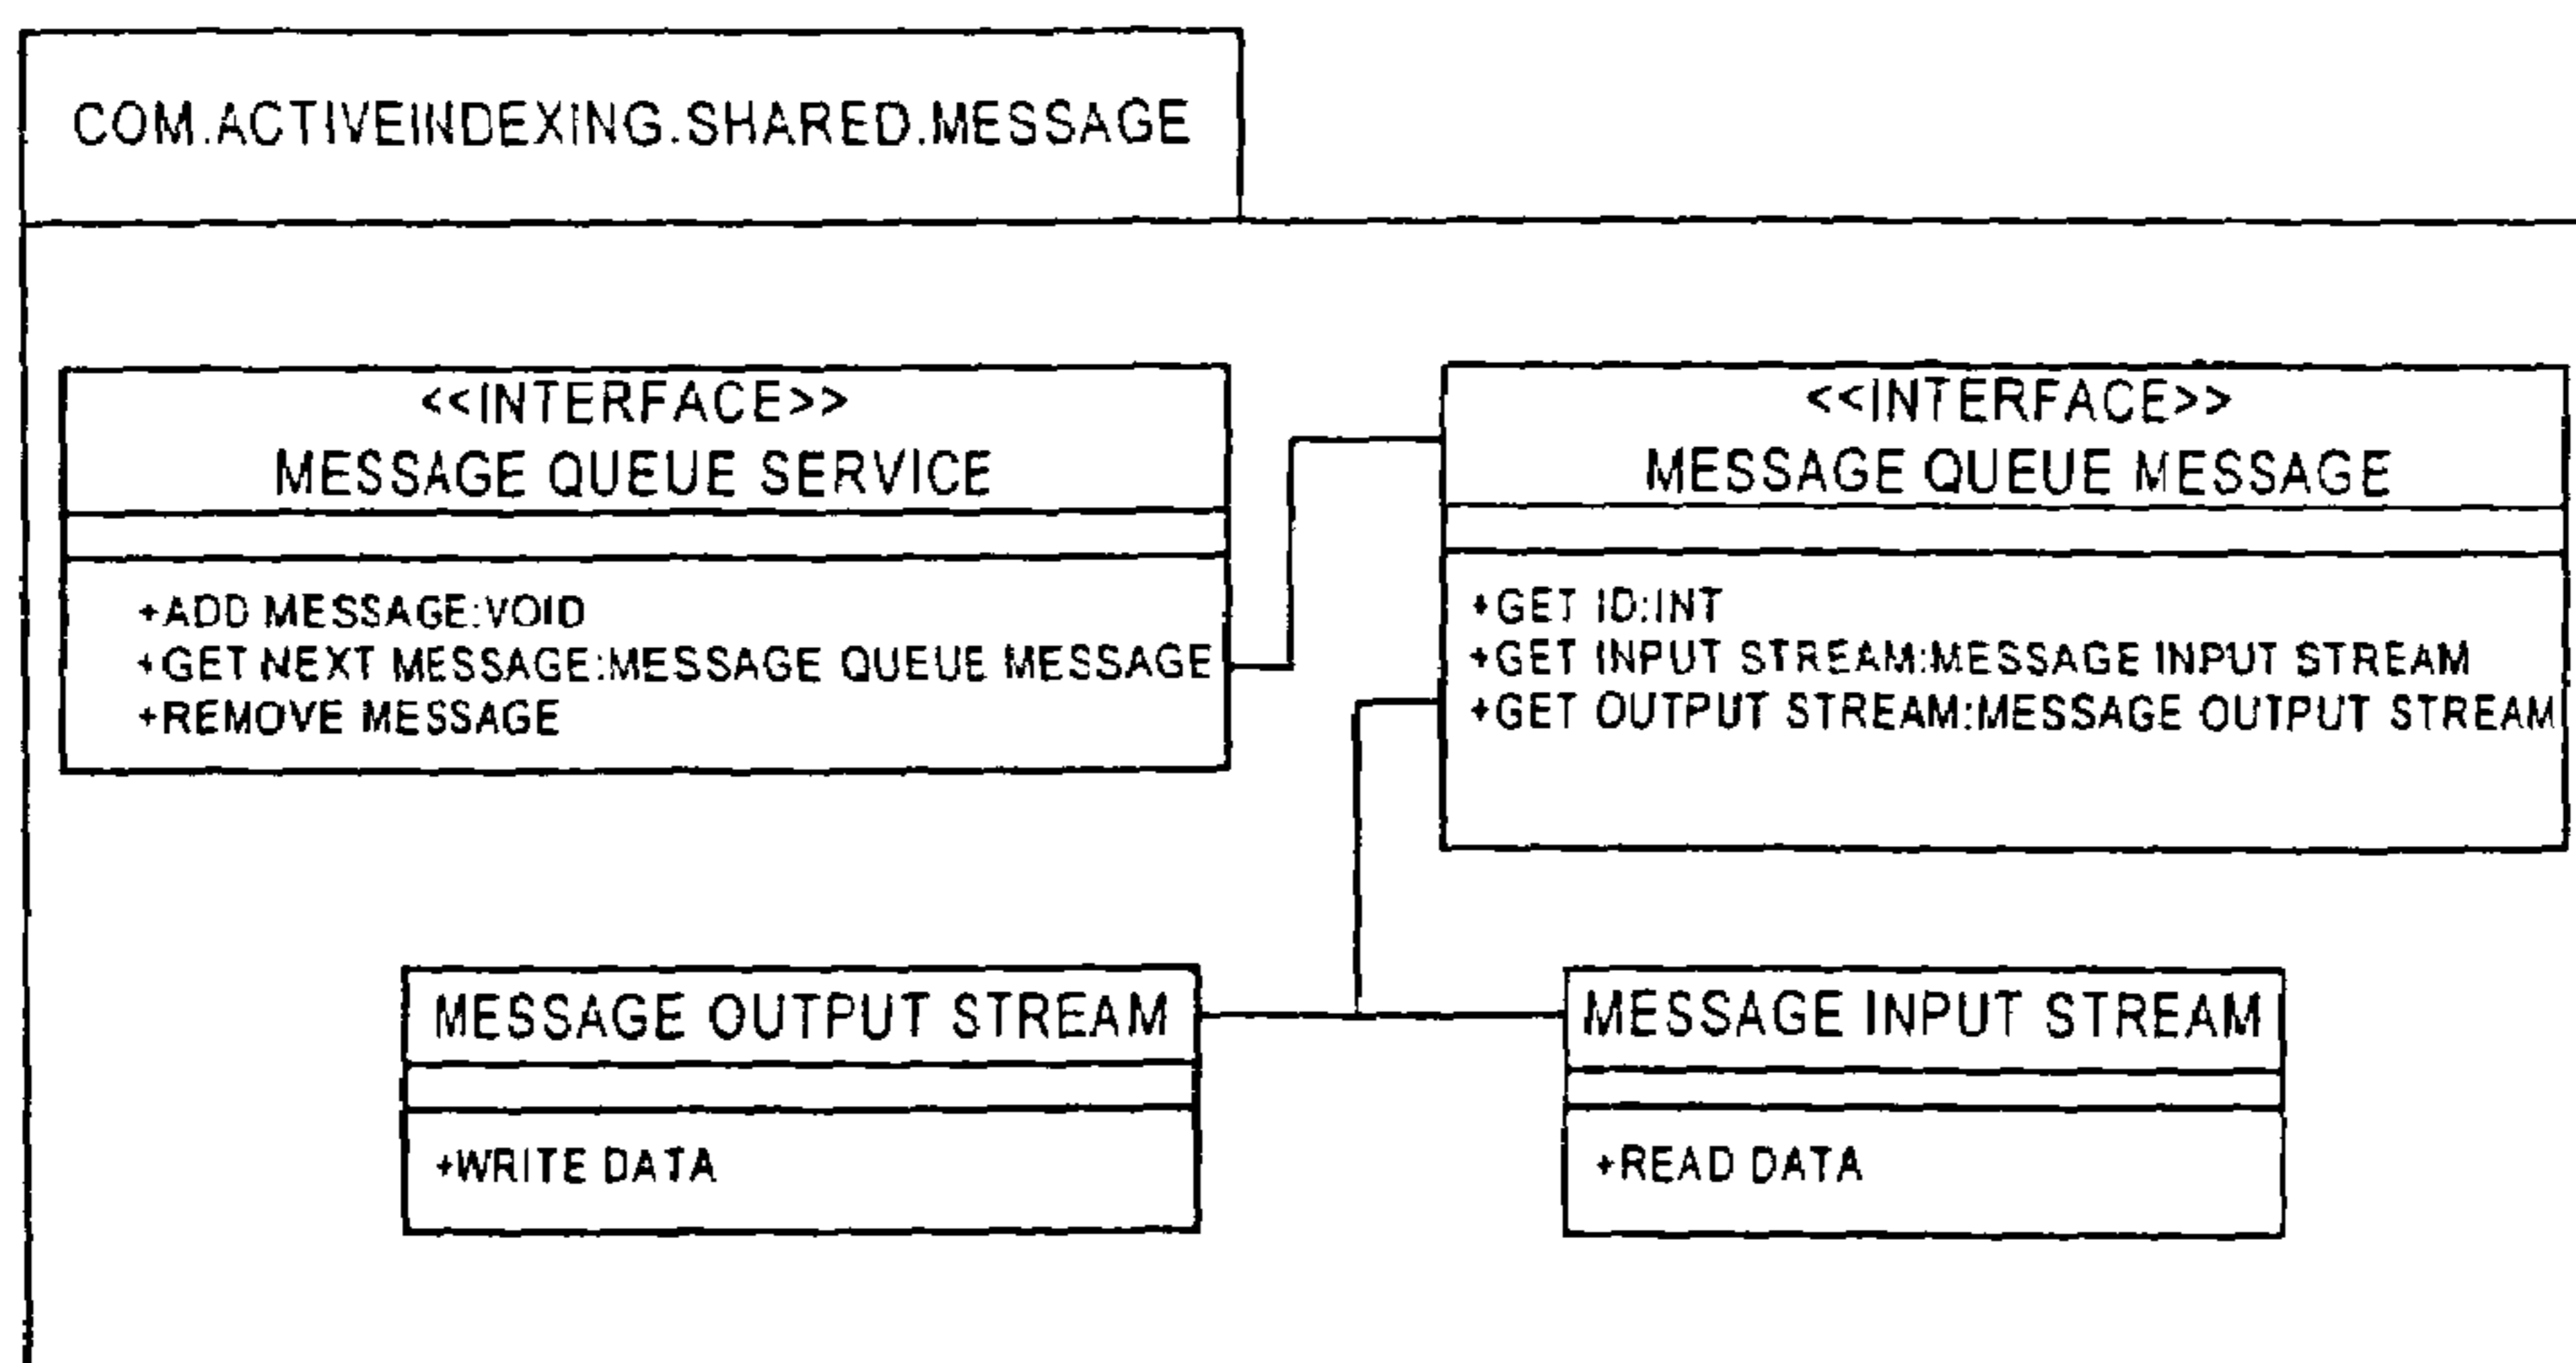 COM.ACTIVEINDEXING.SHARED.MESSAGE
<<INTERFACE>>
MESSAGE QUEUE SERVICE
+ADD MESSAGE:VOID
+GET NEXT MESSAGE:MESSAGE QUEUE MESSAGE
+REMOVE MESSAGE
<<INTERFACE>>
MESSAGE QUEUE MESSAGE
+GET ID:INT
+GET INPUT STREAM:MESSAGE INPUT STREAM
+GET OUTPUT STREAM:MESSAGE OUTPUT STREAM
MESSAGE OUTPUT STREAM
+WRITE DATA
MESSAGE INPUT STREAM
+READ DATA